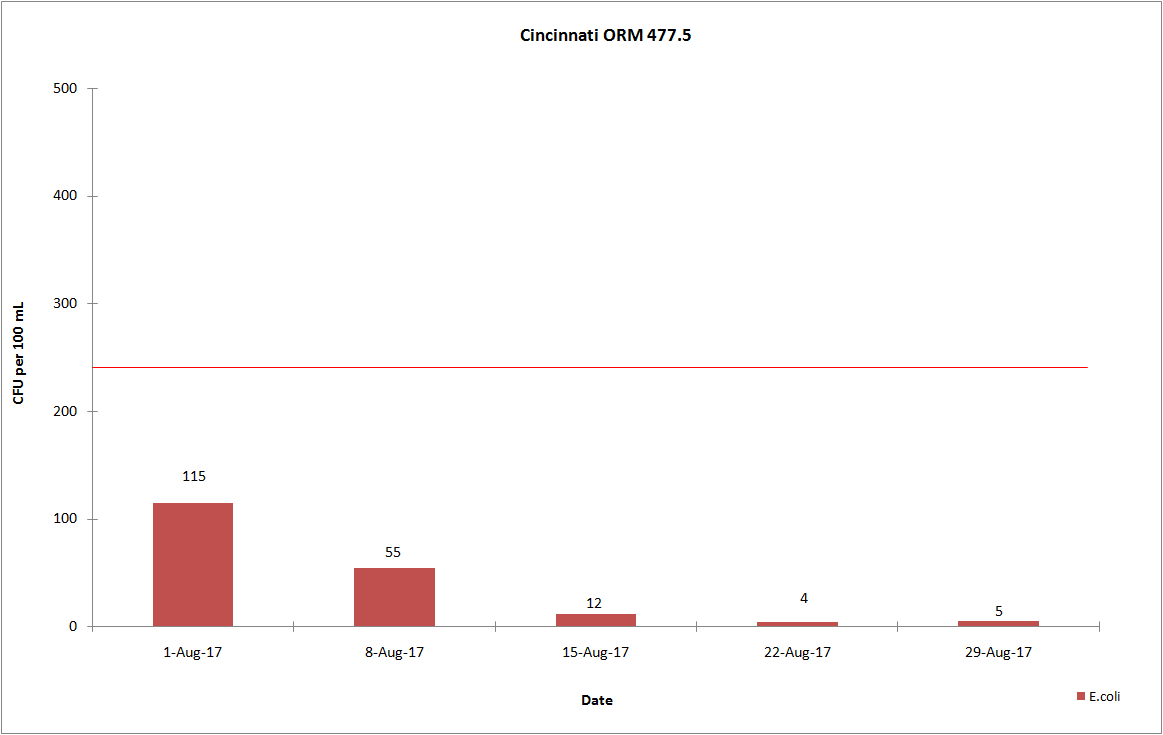 Cincinnati ORM 477.5
500
400
300
200
100
0
CFU per 100 mL
115
55
12
4
5
1-Aug-17
8-Aug-17
15-Aug-17
22-Aug-17
29-Aug-17
Date
E.coli